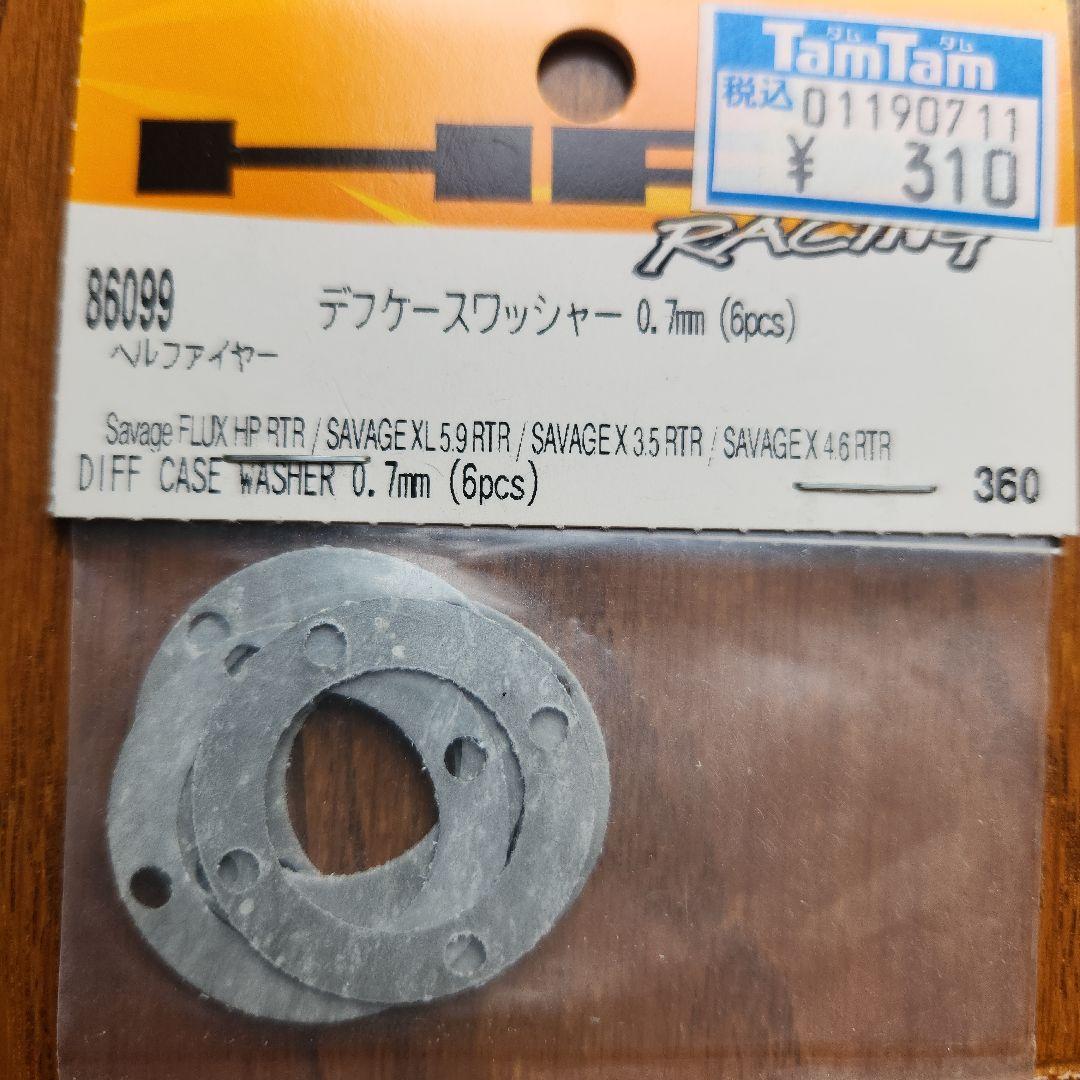 TamTam
タム タム
税込 01190711
¥ 310
RACING
86099
デフケースワッシャー 0.7mm (6pcs)
ヘルファイヤー
Savage FLUX HP RTR / SAVAGE XL 5.9 RTR / SAVAGE X 3.5 RTR / SAVAGE X 4.6 RTR
DIFF CASE WASHER 0.7mm (6pcs)
360